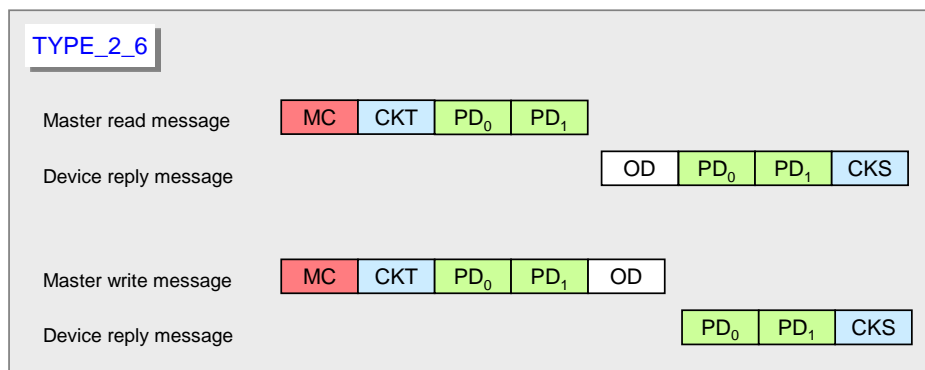 TYPE_2_6
Master read message MC CKT PD₀ PD₁
Device reply message OD PD₀ PD₁ CKS
Master write message MC CKT PD₀ PD₁ OD
Device reply message PD₀ PD₁ CKS